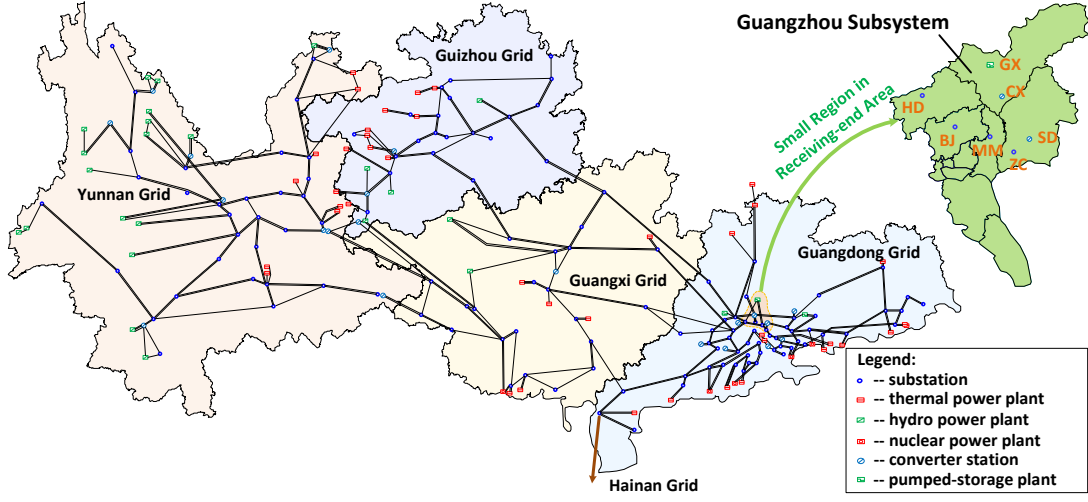 Guangzhou Subsystem
Guizhou Grid
GX
CX
HD
Small Region in
Receiving-end Area
BJ
MM
SD
ZC
Yunnan Grid
Guangxi Grid
Guangdong Grid
Legend:
-- substation
-- thermal power plant
-- hydro power plant
-- nuclear power plant
-- converter station
-- pumped-storage plant
Hainan Grid